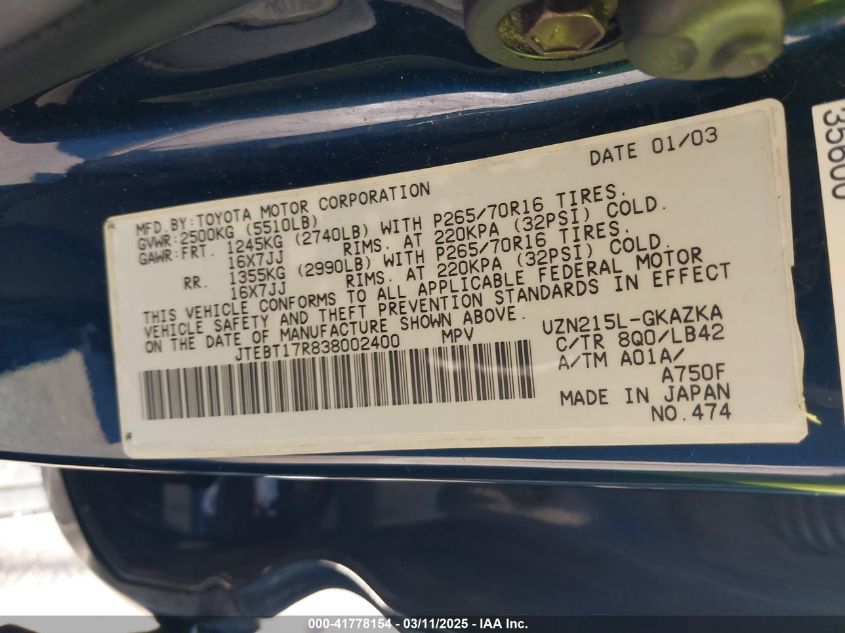 DATE 01/03
MFD.BY:TOYOTA MOTOR CORPORATION
GVWR:2500KG (5510LB)
GAWR:FRT. 1245KG (2740LB) WITH P265/70R16 TIRES.
16X7JJ RIMS. AT 220KPA (32PSI) COLD.
RR. 1355KG (2990LB) WITH P265/70R16 TIRES.
16X7JJ RIMS. AT 220KPA (32PSI) COLD.
THIS VEHICLE CONFORMS TO ALL APPLICABLE FEDERAL MOTOR
VEHICLE SAFETY AND THEFT PREVENTION STANDARDS IN EFFECT
ON THE DATE OF MANUFACTURE SHOWN ABOVE.
JTEBT17R838002400 MPV
UZN215L-GKAZKA
C/TR 8Q0/LB42
A/TM A01A/
A750F
MADE IN JAPAN
NO.474
35600
000-41778154 - 03/11/2025 - IAA Inc.